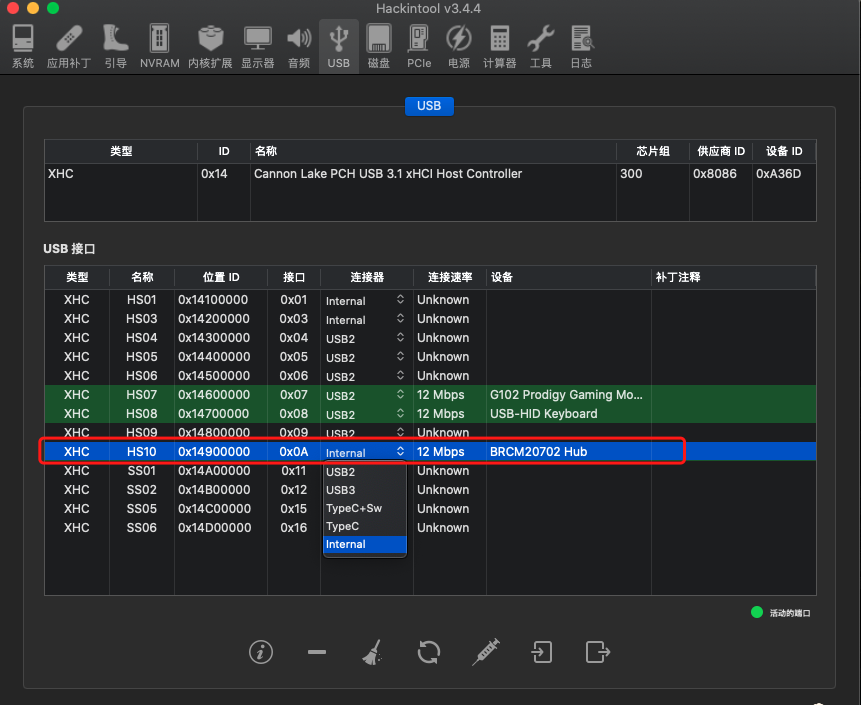 Hackintool v3.4.4
系统 应用补丁 引导 NVRAM 内核扩展 显示器 音频 USB 磁盘 PCIe 电源 计算器 工具 日志
USB
类型 ID 名称 芯片组 供应商 ID 设备 ID
XHC 0x14 Cannon Lake PCH USB 3.1 xHCI Host Controller 300 0x8086 0xA36D
USB 接口
类型 名称 位置 ID 接口 连接器 连接速率 设备 补丁注释
XHC HS01 0x14100000 0x01 Internal Unknown
XHC HS03 0x14200000 0x03 Internal Unknown
XHC HS04 0x14300000 0x04 USB2 Unknown
XHC HS05 0x14400000 0x05 USB2 Unknown
XHC HS06 0x14500000 0x06 USB2 Unknown
XHC HS07 0x14600000 0x07 USB2 12 Mbps G102 Prodigy Gaming Mo...
XHC HS08 0x14700000 0x08 USB2 12 Mbps USB-HID Keyboard
XHC HS09 0x14800000 0x09 USB2 Unknown
XHC HS10 0x14900000 0x0A Internal 12 Mbps BRCM20702 Hub
XHC SS01 0x14A00000 0x11 USB2 Unknown
XHC SS02 0x14B00000 0x12 USB3 Unknown
XHC SS05 0x14C00000 0x15 TypeC+Sw Unknown
XHC SS06 0x14D00000 0x16 TypeC Unknown
Internal
活动的端口